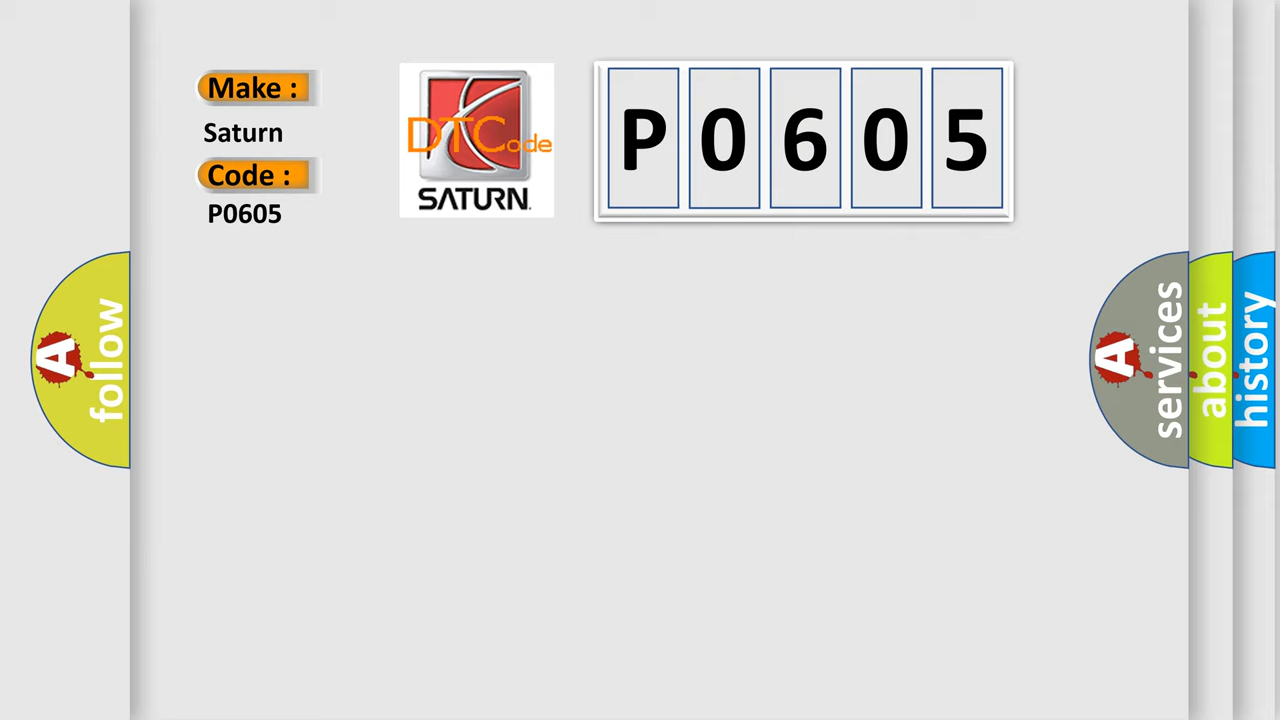 Make :
Saturn
Code :
P0605
DTCode
SATURN.
P0605
A
follow
A
services
about
history